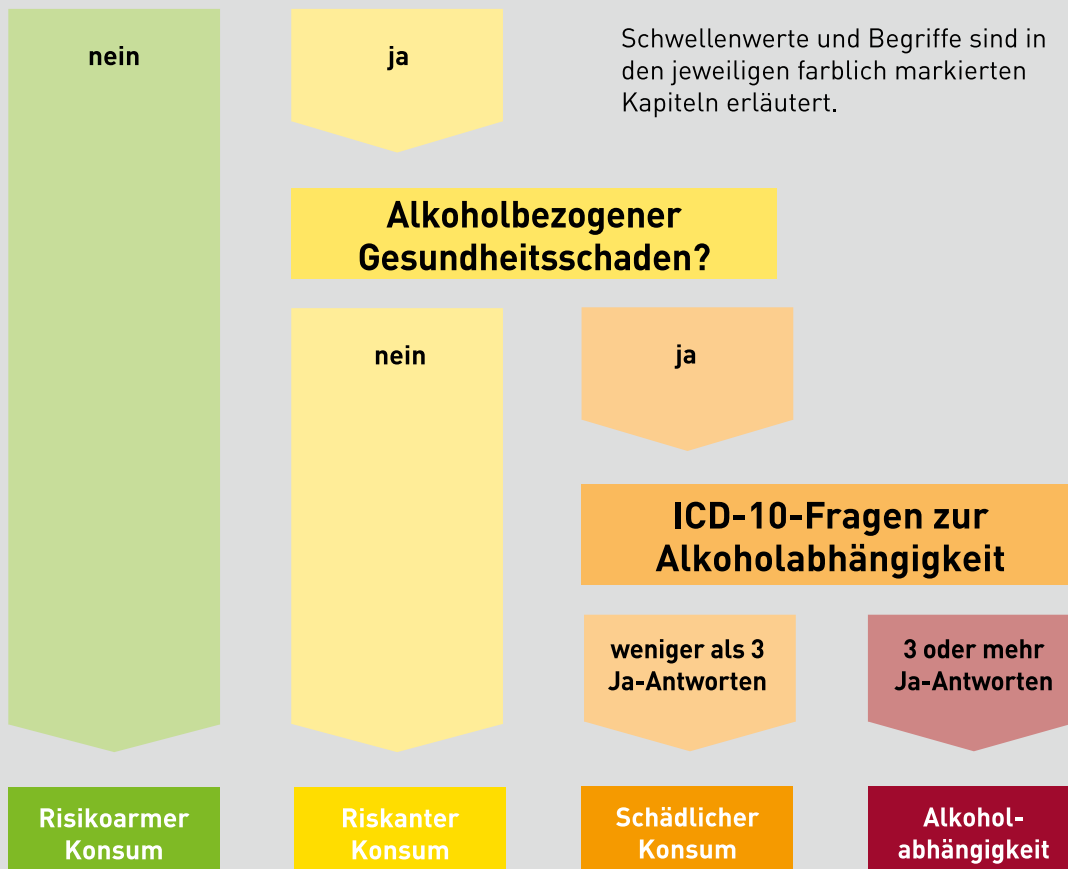 nein
ja
Schwellenwerte und Begriffe sind in
den jeweiligen farblich markierten
Kapiteln erläutert.
Alkoholbezogener
Gesundheitsschaden?
nein
ja
ICD-10-Fragen zur
Alkoholabhängigkeit
weniger als 3
Ja-Antworten
3 oder mehr
Ja-Antworten
Risikoarmer
Konsum
Riskanter
Konsum
Schädlicher
Konsum
Alkohol-
abhängigkeit